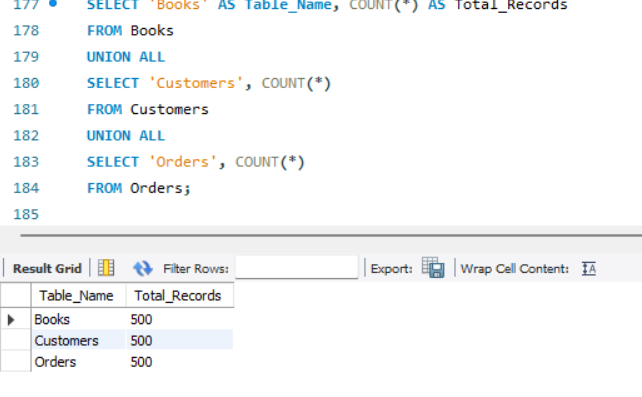 177 SELECT 'Books' AS Table_Name, COUNT(*) AS Total_Records
178 FROM Books
179 UNION ALL
180 SELECT 'Customers', COUNT(*)
181 FROM Customers
182 UNION ALL
183 SELECT 'Orders', COUNT(*)
184 FROM Orders;
185
Result Grid Filter Rows: Export: Wrap Cell Content: IA
Table_Name Total_Records
Books 500
Customers 500
Orders 500